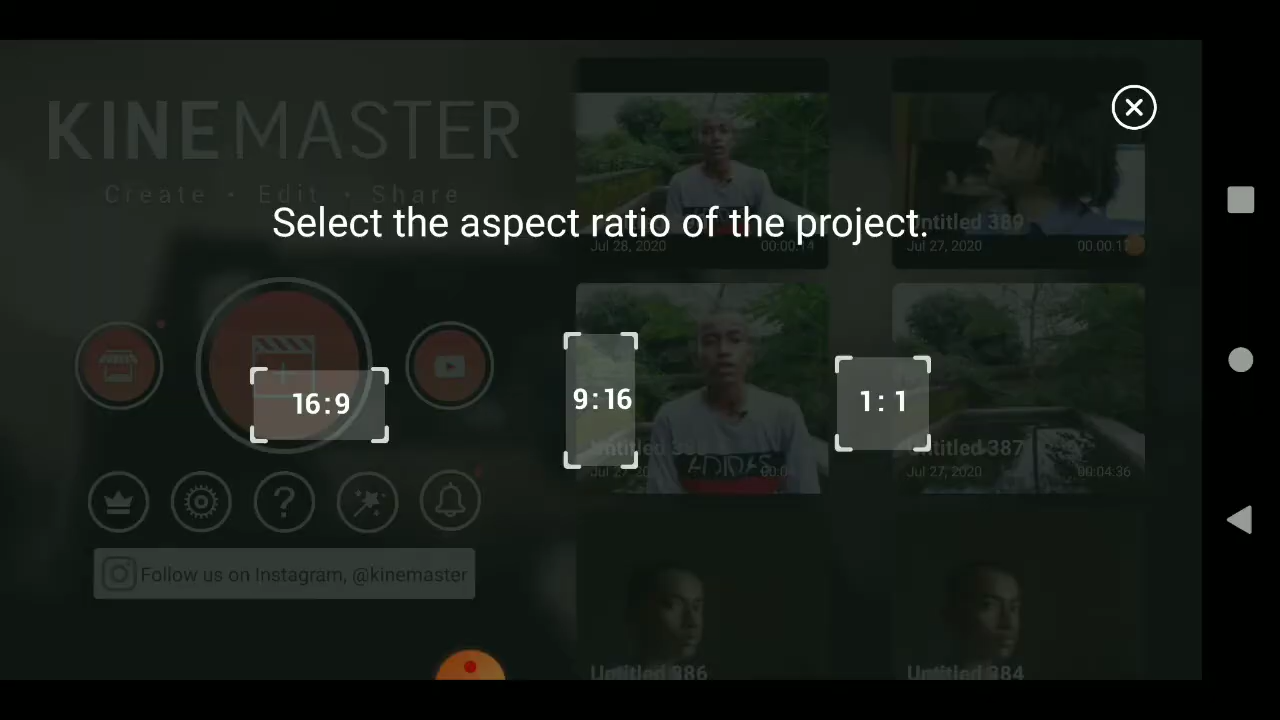 KINEMASTER
Create • Edit • Share
Select the aspect ratio of the project.
Jul 28, 2020 00:00:14
Untitled 389
Jul 27, 2020
16:9
9:16
1:1
Untitled 387
Jul 27, 2020 00:04:36
ADIDAS
Follow us on Instagram, @kinemaster
Untitled 386
Untitled 384